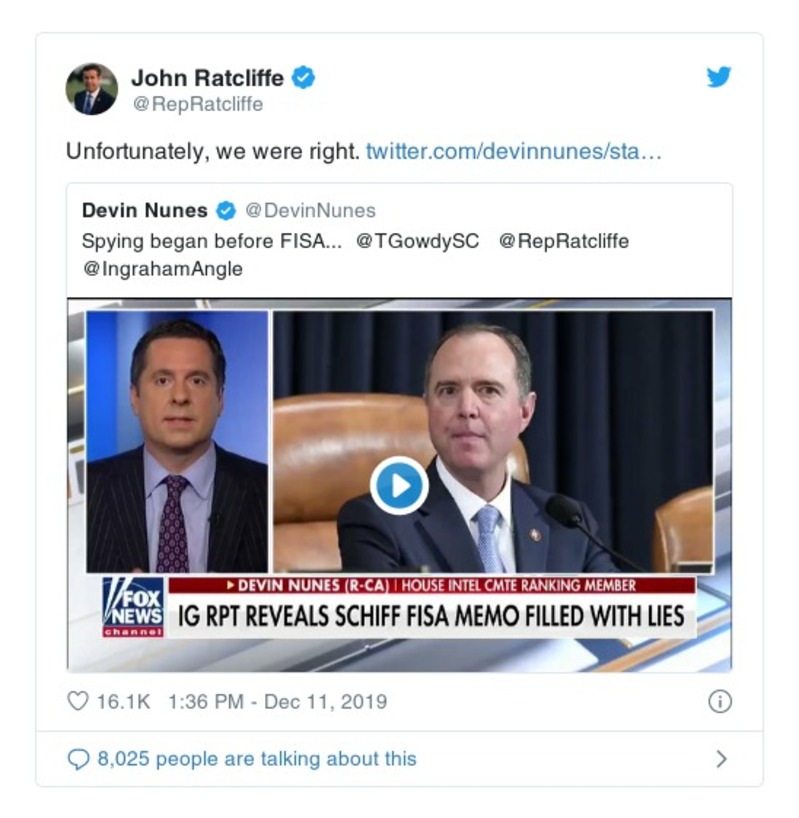 John Ratcliffe
@RepRatcliffe
Unfortunately, we were right. twitter.com/devinnunes/sta…
Devin Nunes @DevinNunes
Spying began before FISA... @TGowdySC @RepRatcliffe
@IngrahamAngle
DEVIN NUNES (R-CA) | HOUSE INTEL CMTE RANKING MEMBER
FOX
NEWS
channel
IG RPT REVEALS SCHIFF FISA MEMO FILLED WITH LIES
16.1K 1:36 PM - Dec 11, 2019
8,025 people are talking about this